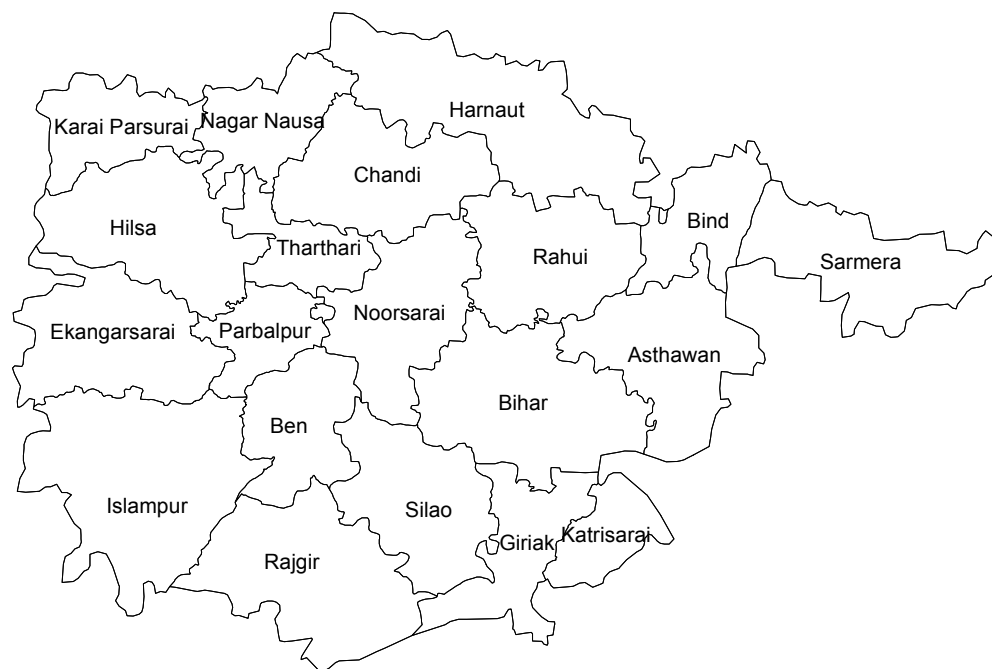 Harnaut
Karai Parsurai
Nagar Nausa
Chandi
Hilsa
Bind
Tharthari
Rahui
Sarmera
Noorsarai
Ekangarsarai
Parbalpur
Asthawan
Bihar
Ben
Islampur
Silao
Giriak
Katrisarai
Rajgir